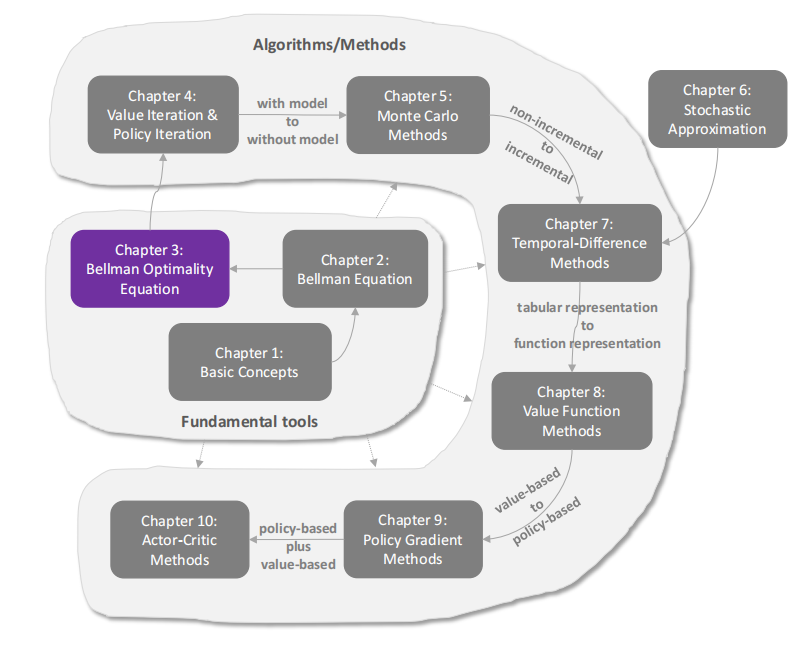 Algorithms/Methods
Chapter 4:
Value Iteration &
Policy Iteration
with model
to
without model
Chapter 5:
Monte Carlo
Methods
non-incremental
to
incremental
Chapter 6:
Stochastic
Approximation
Chapter 3:
Bellman Optimality
Equation
Chapter 2:
Bellman Equation
Chapter 7:
Temporal-Difference
Methods
Chapter 1:
Basic Concepts
tabular representation
to
function representation
Fundamental tools
Chapter 8:
Value Function
Methods
value-based
to
policy-based
Chapter 10:
Actor-Critic
Methods
policy-based
plus
value-based
Chapter 9:
Policy Gradient
Methods